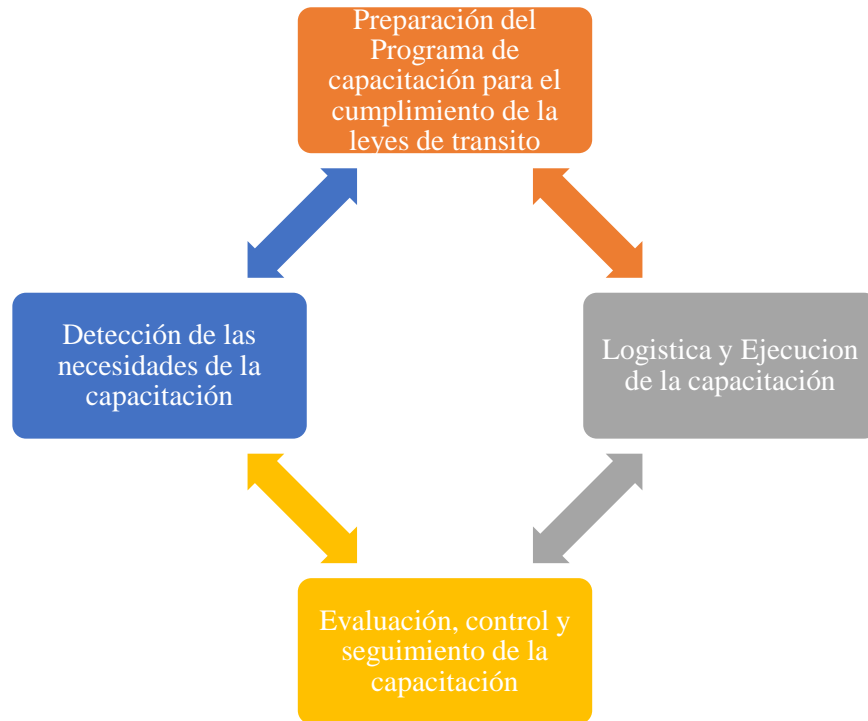 Preparación del
Programa de
capacitación para el
cumplimiento de la
leyes de transito
Detección de las
necesidades de la
capacitación
Logistica y Ejecucion
de la capacitación
Evaluación, control y
seguimiento de la
capacitación